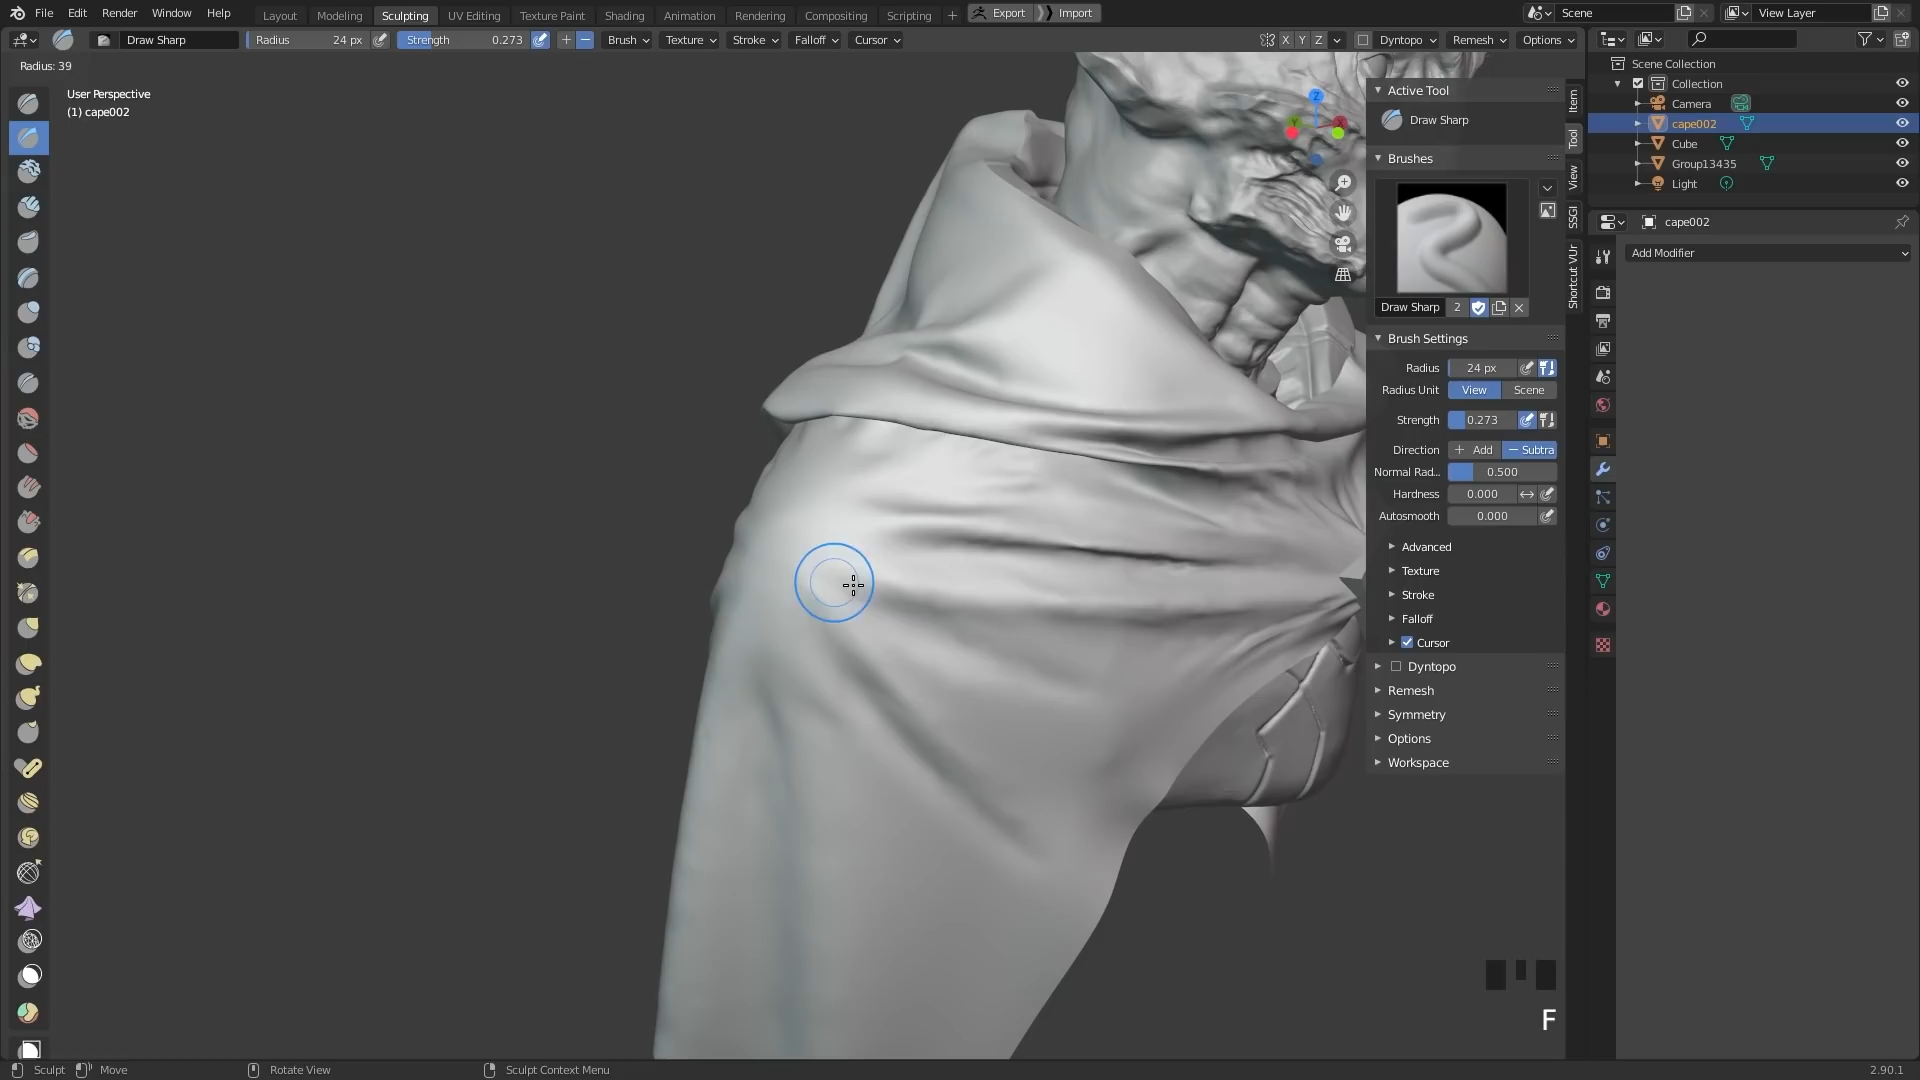 File Edit Render Window Help Layout Modeling Sculpting UV Editing Texture Paint Shading Animation Rendering Compositing Scripting + Export Import Scene View Layer
Draw Sharp Radius 24 px Strength 0.273 + − Brush Texture Stroke Falloff Cursor X Y Z Dyntopo Remesh Options
Radius: 39
User Perspective
(1) cape002
Z
Y
X
Active Tool
Draw Sharp
Brushes
Draw Sharp 2
Brush Settings
Radius 24 px
Radius Unit View Scene
Strength 0.273
Direction + Add − Subtra
Normal Rad... 0.500
Hardness 0.000
Autosmooth 0.000
Advanced
Texture
Stroke
Falloff
Cursor
Dyntopo
Remesh
Symmetry
Options
Workspace
Item
Tool
View
SSGI
Shortcut VUr
Scene Collection
Collection
Camera
cape002
Cube
Group13435
Light
cape002
Add Modifier
F
Sculpt Move Rotate View Sculpt Context Menu 2.90.1